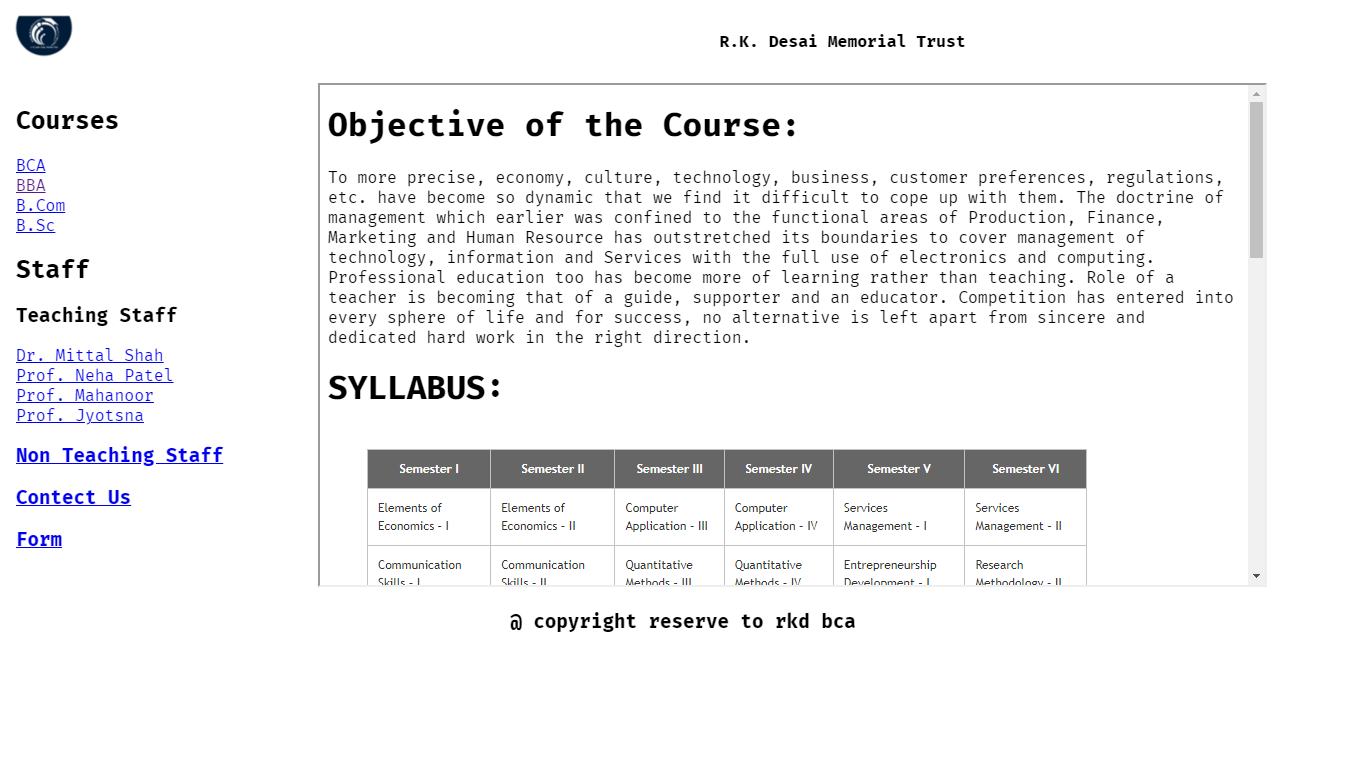 R.K. Desai Memorial Trust
Courses
BCA
BBA
B.Com
B.Sc
Staff
Teaching Staff
Dr. Mittal Shah
Prof. Neha Patel
Prof. Mahanoor
Prof. Jyotsna
Non Teaching Staff
Contect Us
Form
Objective of the Course:
To more precise, economy, culture, technology, business, customer preferences, regulations,
etc. have become so dynamic that we find it difficult to cope up with them. The doctrine of
management which earlier was confined to the functional areas of Production, Finance,
Marketing and Human Resource has outstretched its boundaries to cover management of
technology, information and Services with the full use of electronics and computing.
Professional education too has become more of learning rather than teaching. Role of a
teacher is becoming that of a guide, supporter and an educator. Competition has entered into
every sphere of life and for success, no alternative is left apart from sincere and
dedicated hard work in the right direction.
SYLLABUS:
Semester I Semester II Semester III Semester IV Semester V Semester VI
Elements of Elements of Computer Computer Services Services
Economics - I Economics - II Application - III Application - IV Management - I Management - II
Communication Communication Quantitative Quantitative Entrepreneurship Research
Skills - I Skills - II Methods - III Methods - IV Development - I Methodology - II
@ copyright reserve to rkd bca